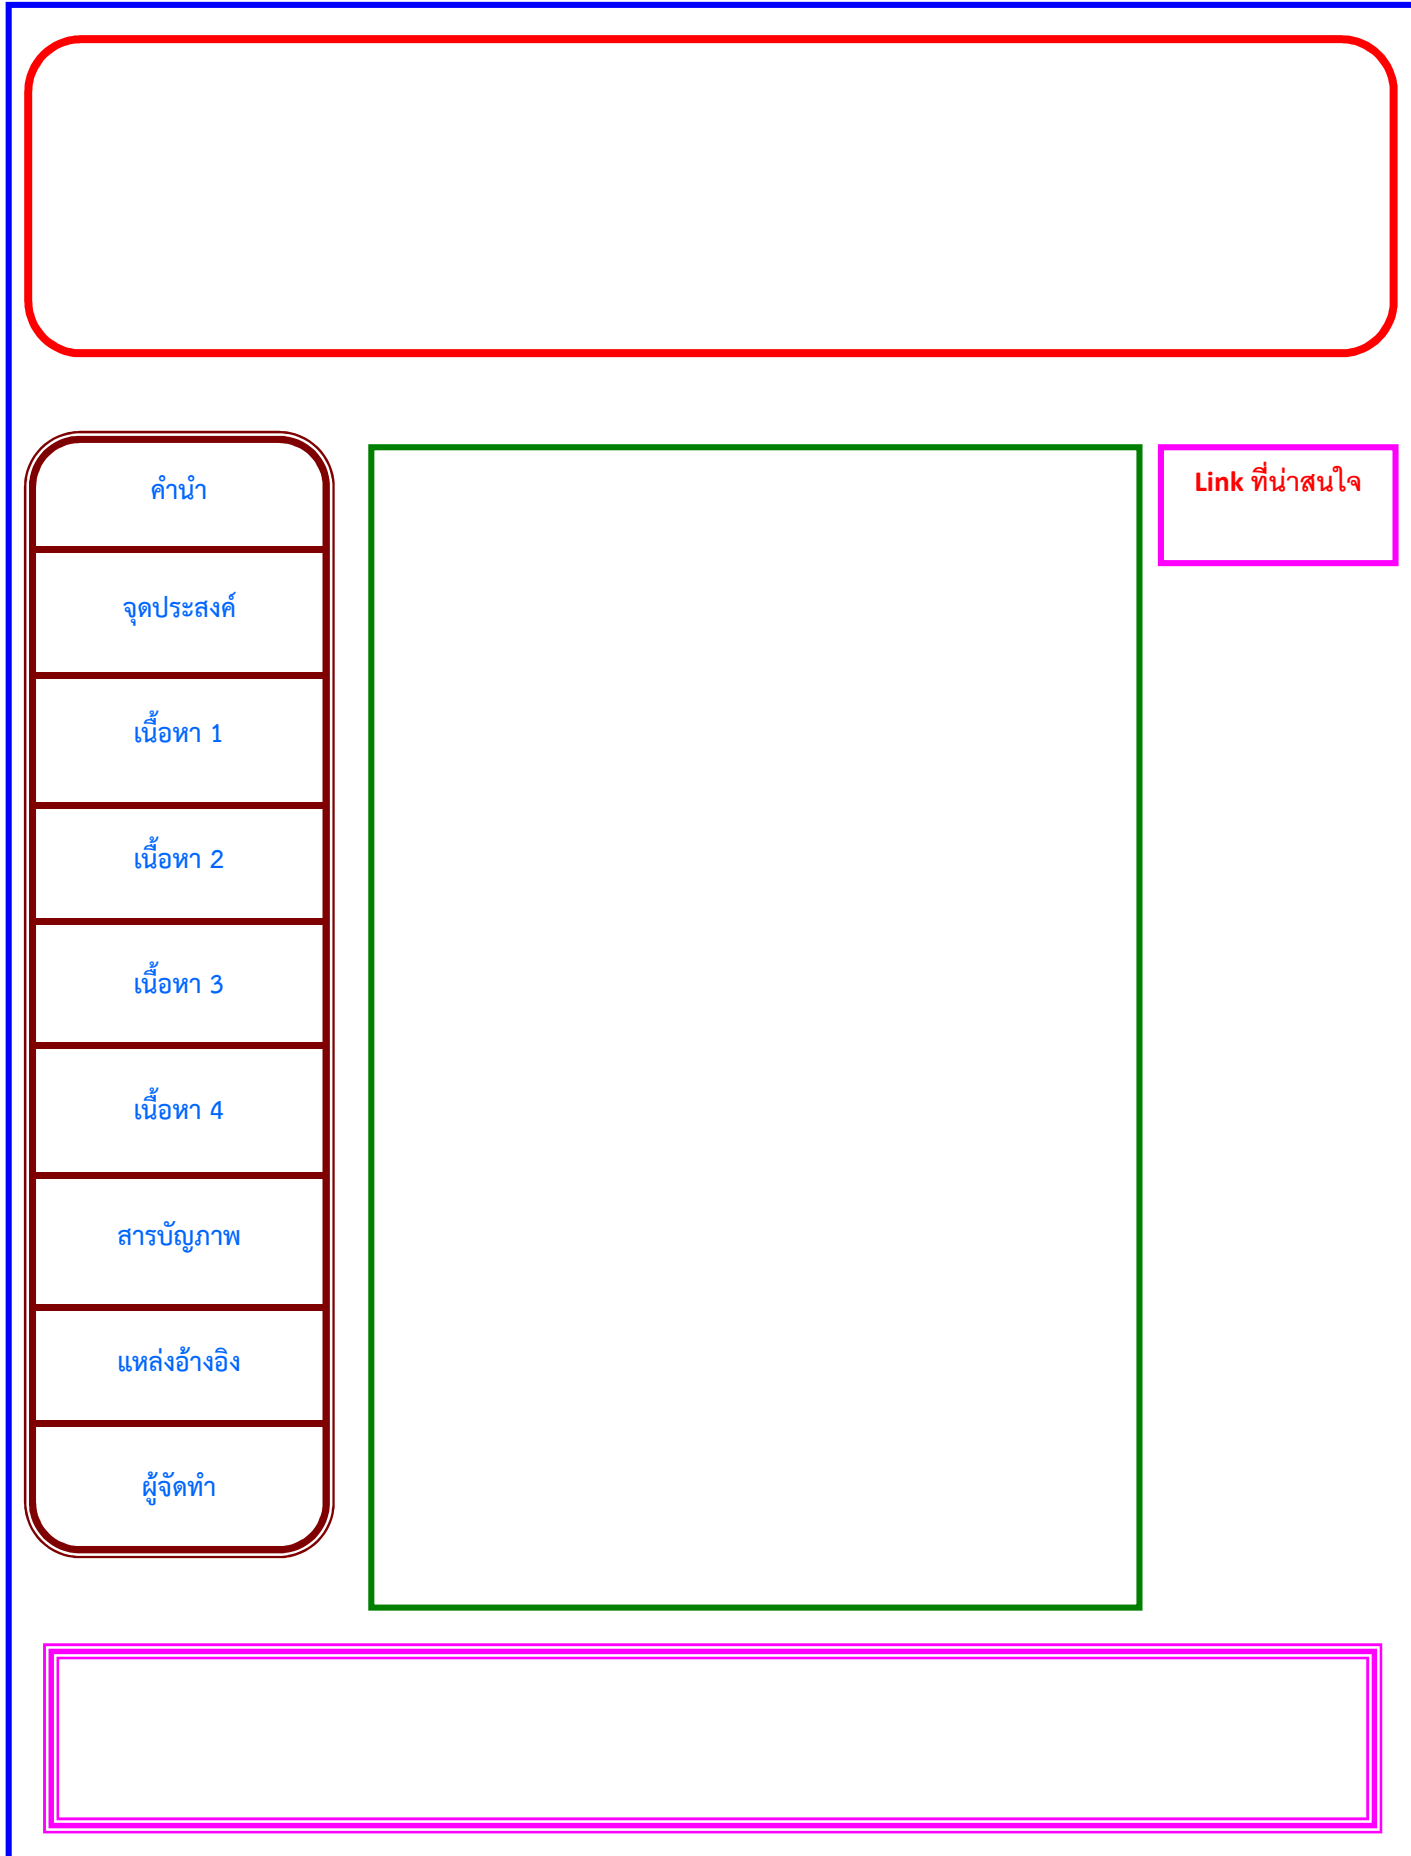 คำนำ
Link ที่น่าสนใจ
จุดประสงค์
เนื้อหา 1
เนื้อหา 2
เนื้อหา 3
เนื้อหา 4
สารบัญภาพ
แหล่งอ้างอิง
ผู้จัดทำ